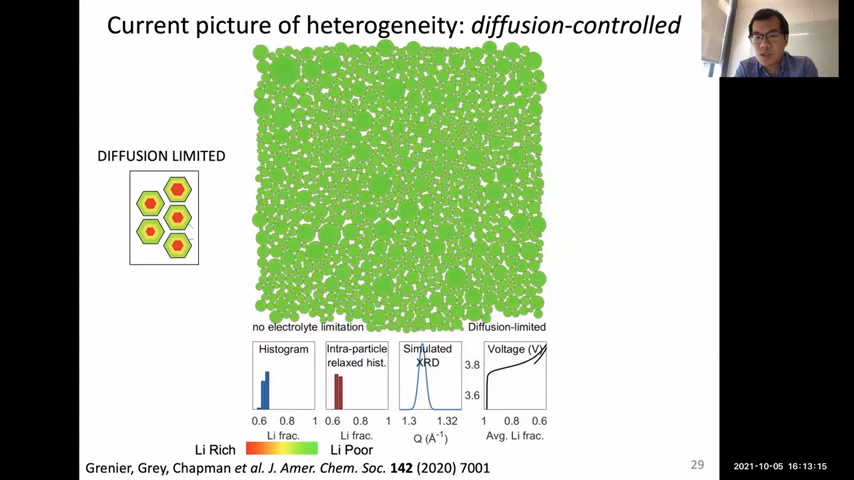 Current picture of heterogeneity: diffusion-controlled
DIFFUSION LIMITED
no electrolyte limitation
Diffusion-limited
Histogram
0.6 0.8 1
Li frac.
Intra-particle
relaxed hist.
0.6 0.8 1
Li frac.
Simulated
XRD
1.3 1.32
Q (Å⁻¹)
Voltage (V)
3.8
3.6
1 0.8 0.6
Avg. Li frac.
Li Rich
Li Poor
Grenier, Grey, Chapman et al. J. Amer. Chem. Soc. 142 (2020) 7001
29
2021-10-05 16:13:15